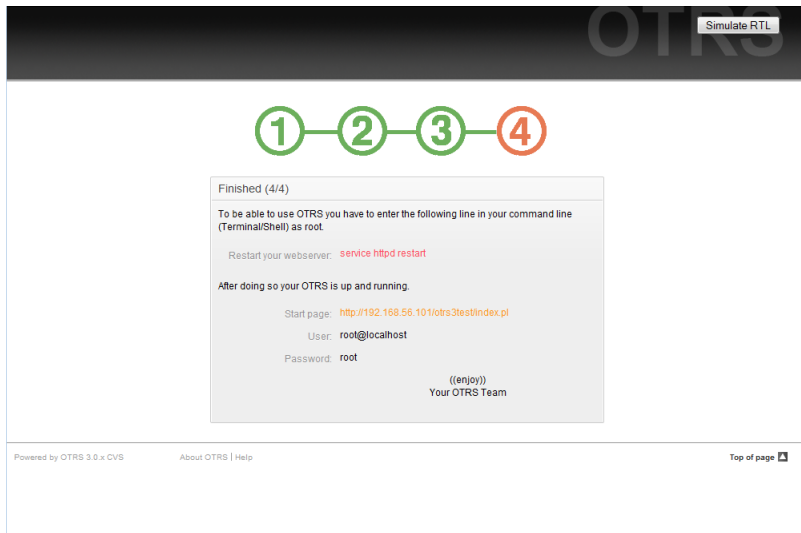 OTRS
Simulate RTL
1 2 3 4
Finished (4/4)
To be able to use OTRS you have to enter the following line in your command line
(Terminal/Shell) as root.
Restart your webserver: service httpd restart
After doing so your OTRS is up and running.
Start page: http://192.168.56.101/otrs3test/index.pl
User: root@localhost
Password: root
((enjoy))
Your OTRS Team
Powered by OTRS 3.0.x CVS About OTRS | Help Top of page